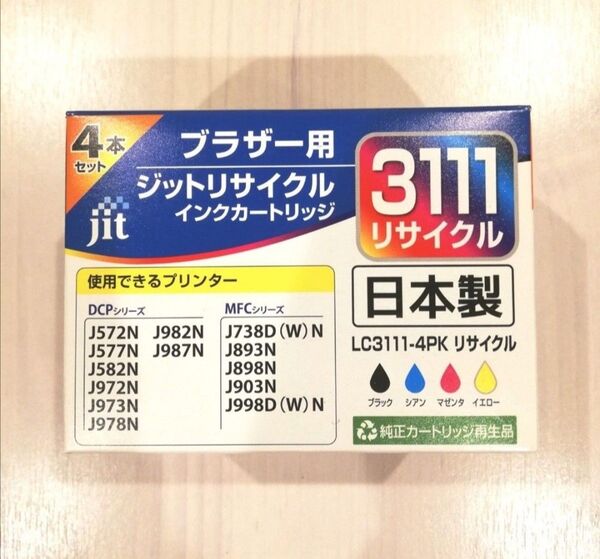 4本
セット
jit
ブラザー用
ジットリサイクル
インクカートリッジ
3111
リサイクル
使用できるプリンター
DCPシリーズ
J572N J982N
J577N J987N
J582N
J972N
J973N
J978N
MFCシリーズ
J738D(W)N
J893N
J898N
J903N
J998D(W)N
日本製
LC3111-4PK リサイクル
ブラック シアン マゼンタ イエロー
純正カートリッジ再生品